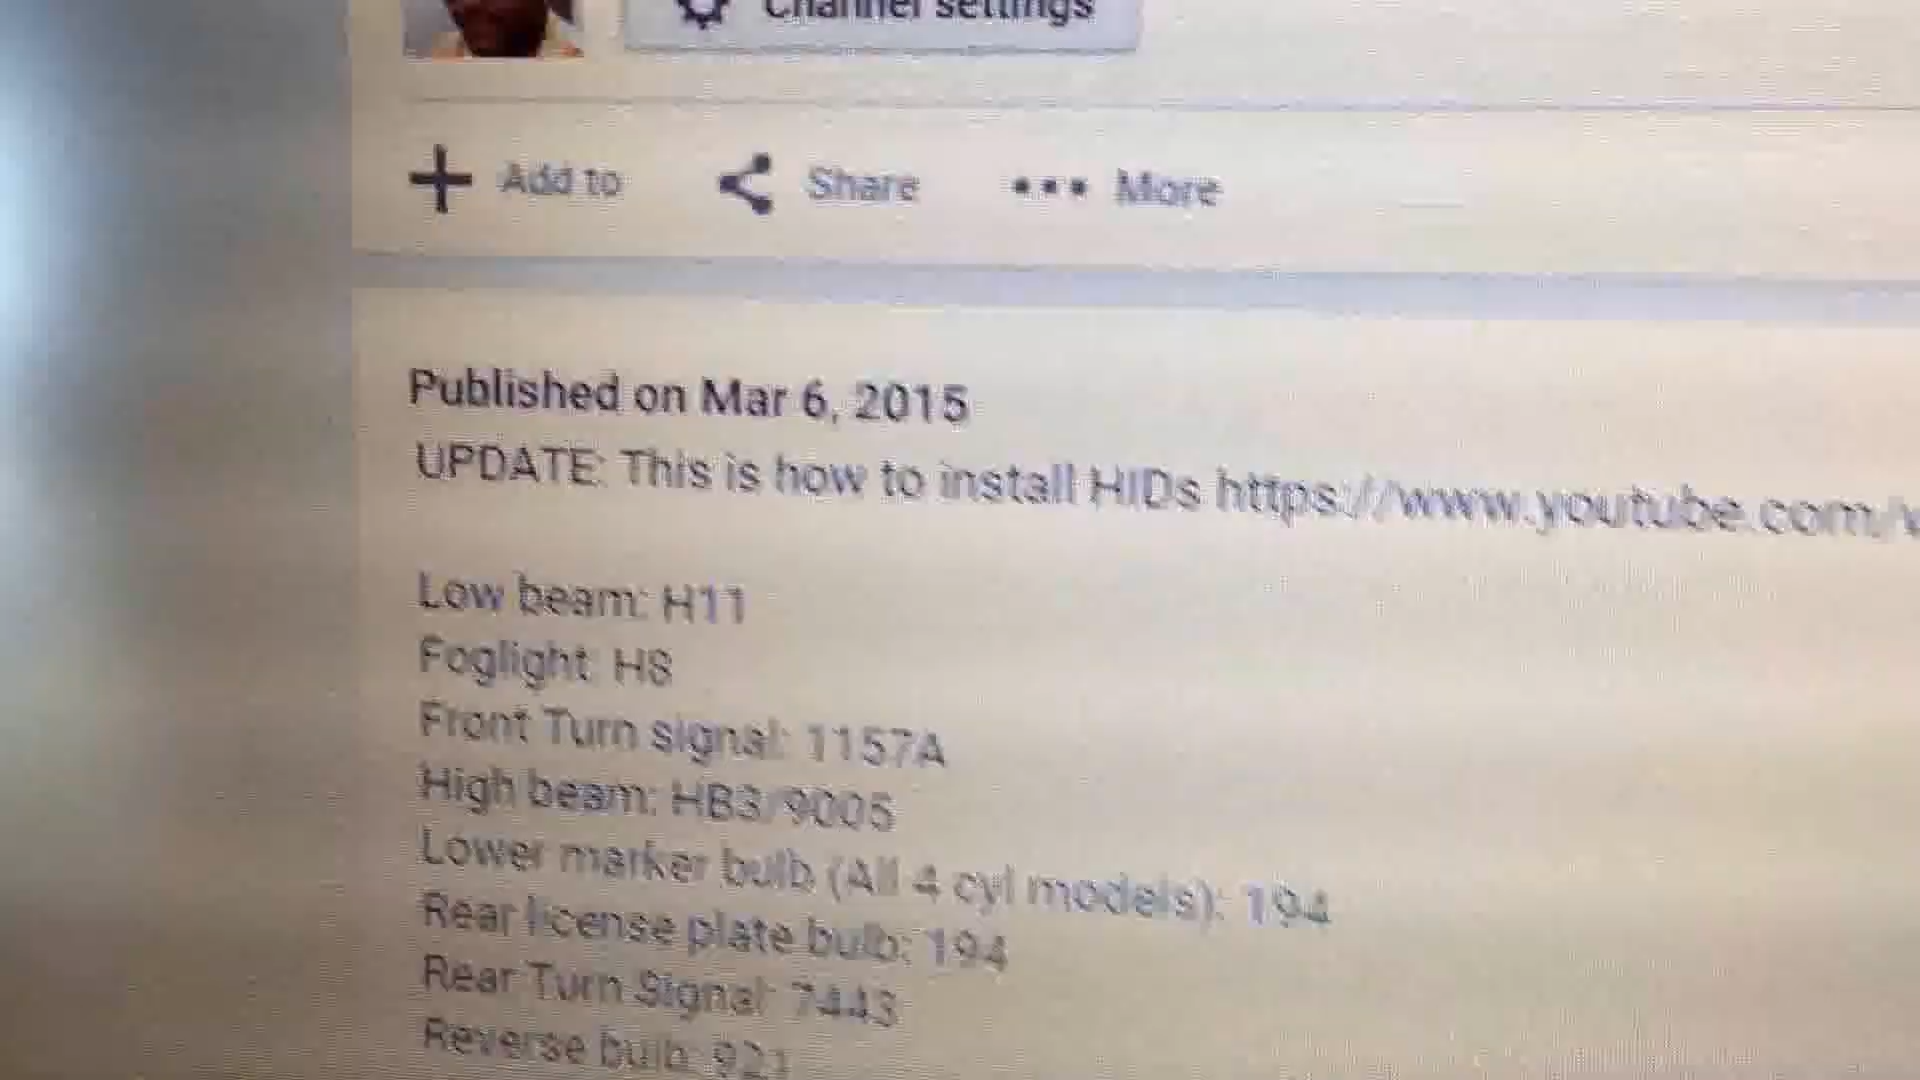 Channel settings
Add to Share More
Published on Mar 6, 2015
UPDATE: This is how to install HIDs https://www.youtube.com/
Low beam: H11
Foglight: H8
Front Turn signal: 1157A
High beam: HB3/9005
Lower marker bulb (All 4 cyl models): 194
Rear license plate bulb: 194
Rear Turn Signal: 7443
Reverse bulb: 921